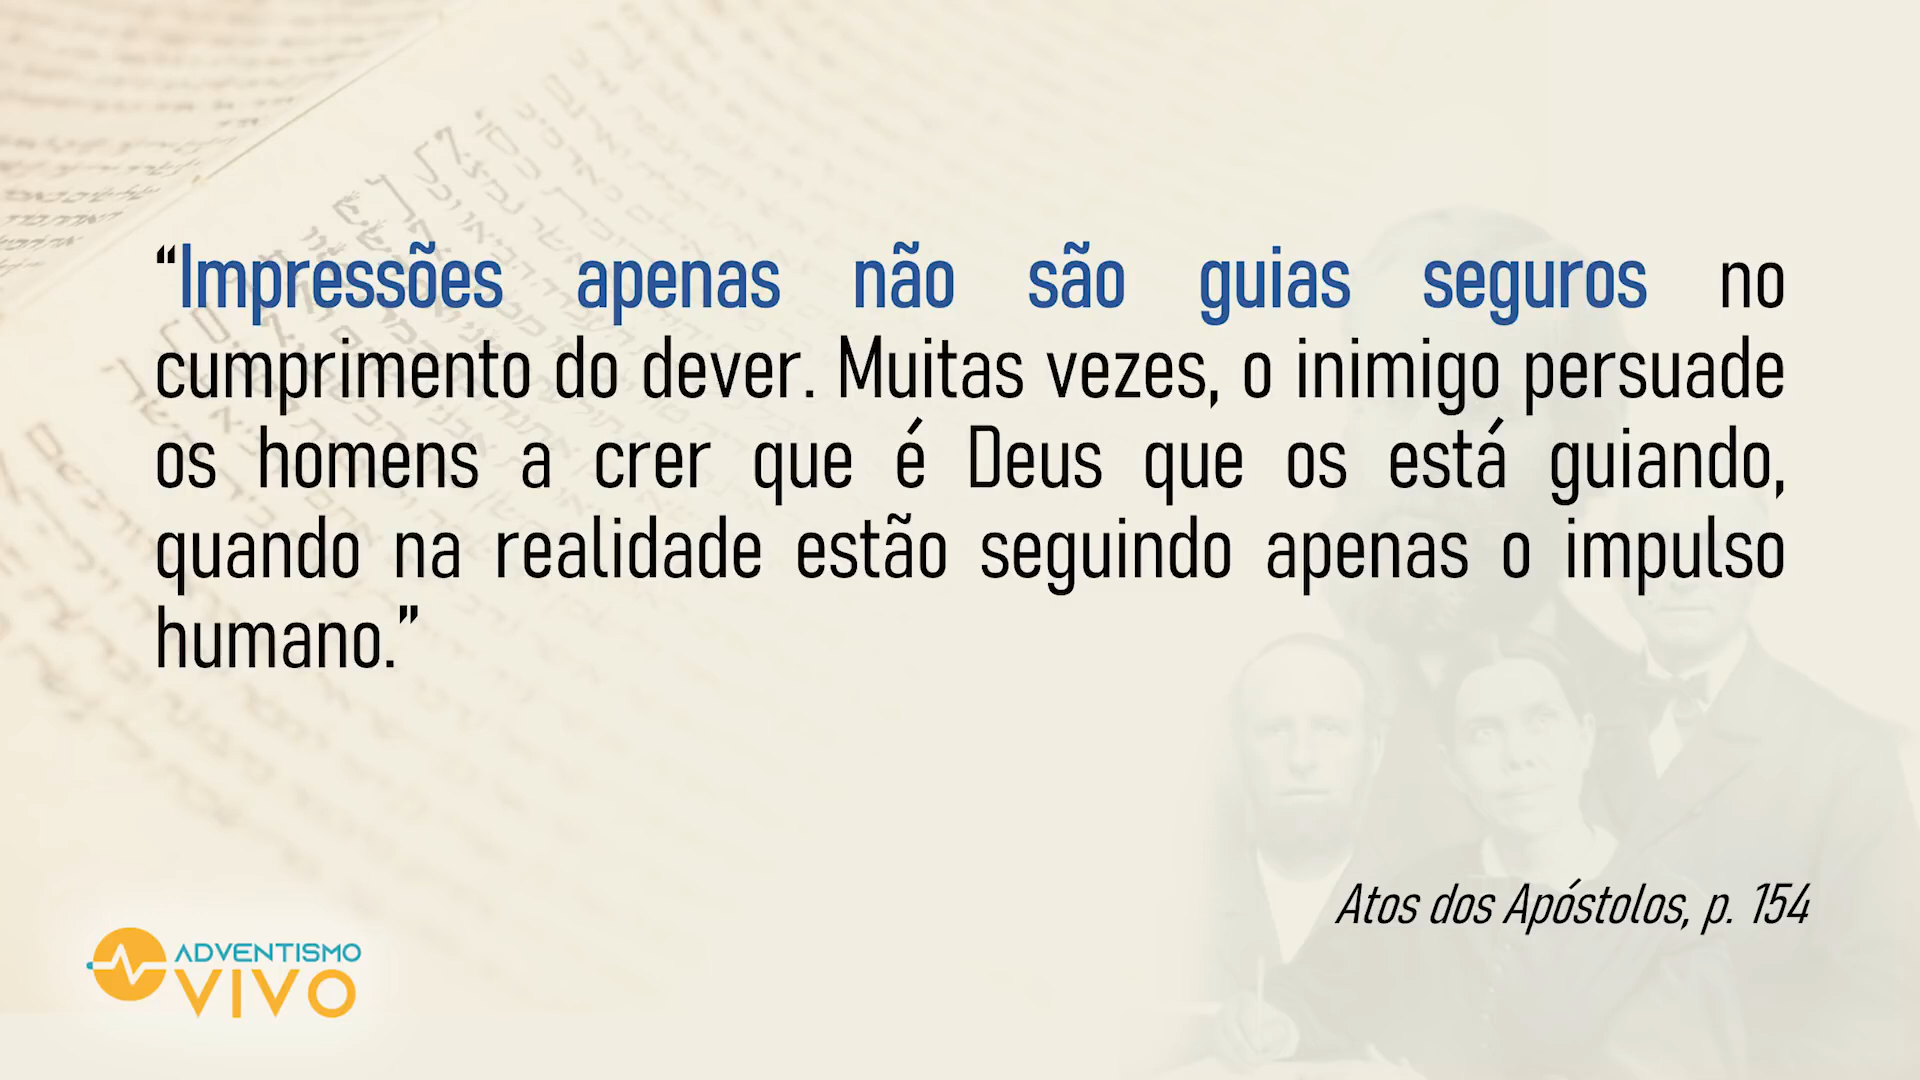 “Impressões apenas não são guias seguros no
cumprimento do dever. Muitas vezes, o inimigo persuade
os homens a crer que é Deus que os está guiando,
quando na realidade estão seguindo apenas o impulso
humano.”
Atos dos Apóstolos, p. 154
ADVENTISMO
VIVO